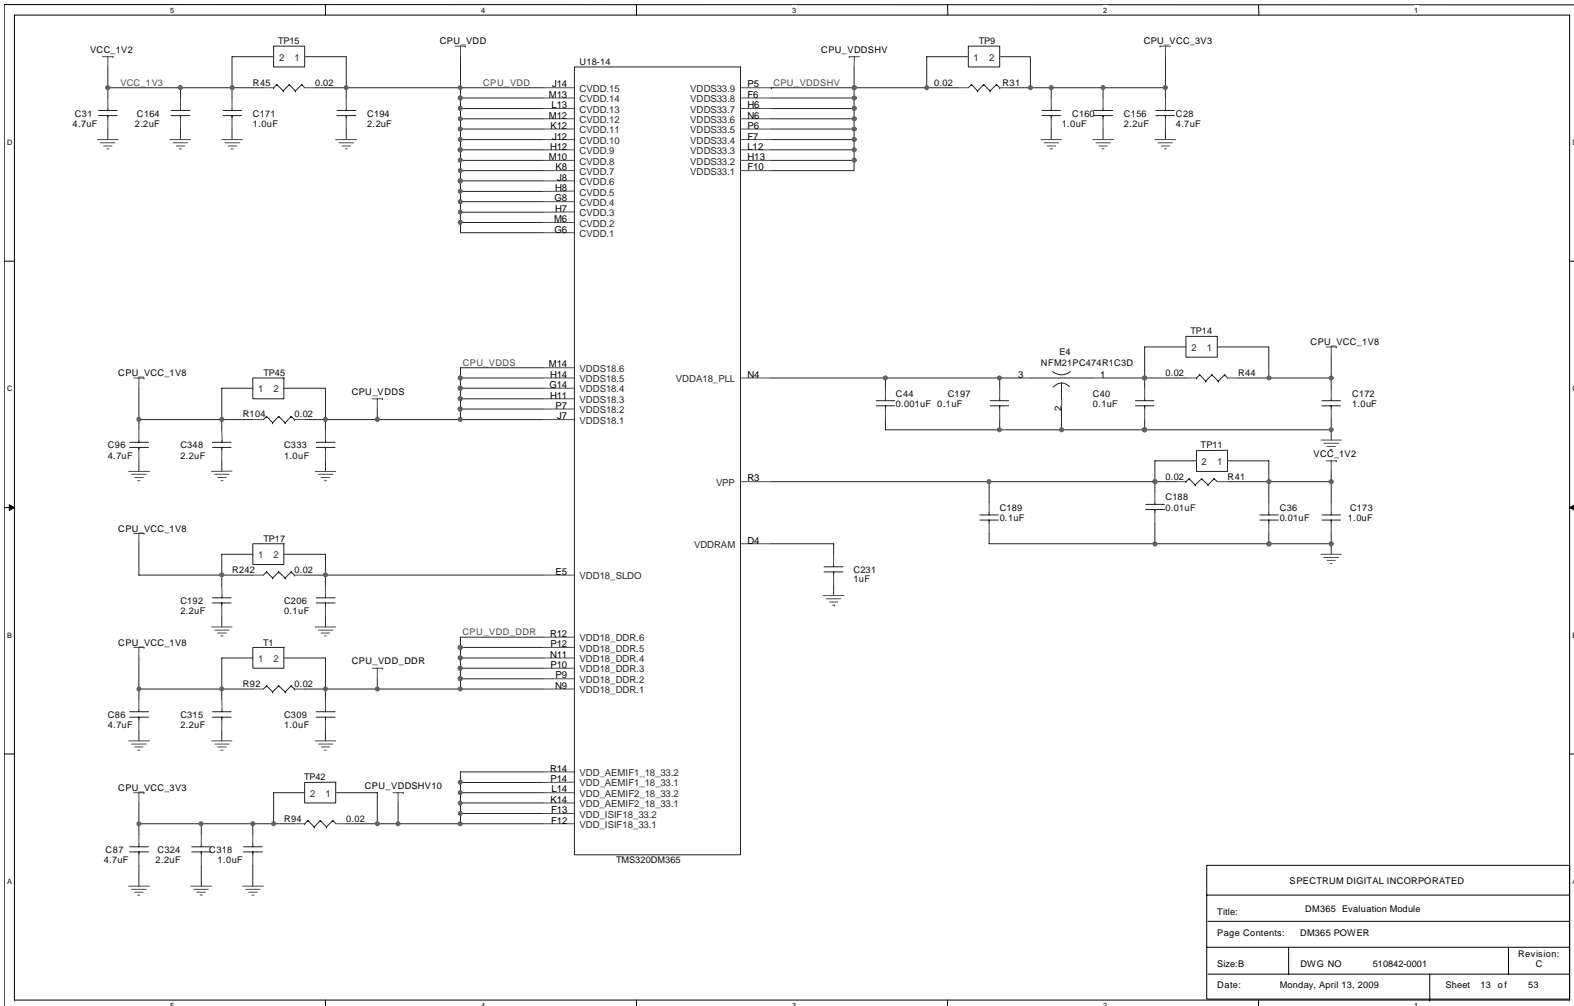 5 4 3 2 1
VCC_1V2
TP15
2 1
CPU_VDD
VCC_1V3
R45 0.02
CPU_VDD
C31
4.7uF
C164
2.2uF
C171
1.0uF
C194
2.2uF
U18-14
J14 CVDD.15
M13 CVDD.14
L13 CVDD.13
M12 CVDD.12
K12 CVDD.11
J12 CVDD.10
H12 CVDD.9
M10 CVDD.8
K8 CVDD.7
J8 CVDD.6
H8 CVDD.5
G8 CVDD.4
H7 CVDD.3
M6 CVDD.2
G6 CVDD.1
VDDS33.9 P5
VDDS33.8 F6
VDDS33.7 H6
VDDS33.6 N6
VDDS33.5 P6
VDDS33.4 F7
VDDS33.3 L12
VDDS33.2 H13
VDDS33.1 F10
CPU_VDDSHV
CPU_VDDSHV
TP9
1 2
0.02 R31
CPU_VCC_3V3
C160
1.0uF
C156
2.2uF
C28
4.7uF
D D
CPU_VCC_1V8
TP45
1 2
CPU_VDDS
R104 0.02
C96
4.7uF
C348
2.2uF
C333
1.0uF
CPU_VDDS
M14 VDDS18.6
H14 VDDS18.5
G14 VDDS18.4
H11 VDDS18.3
P7 VDDS18.2
J7 VDDS18.1
VDDA18_PLL N4
C44
0.001uF
C197
0.1uF
E4
NFM21PC474R1C3D
3 1
2
C40
0.1uF
TP14
2 1
0.02 R44
CPU_VCC_1V8
C172
1.0uF
C C
VPP R3
C189
0.1uF
C188
0.01uF
TP11
2 1
0.02 R41
VCC_1V2
C36
0.01uF
C173
1.0uF
VDDRAM D4
C231
1uF
CPU_VCC_1V8
TP17
1 2
R242 0.02
C192
2.2uF
C206
0.1uF
E5 VDD18_SLDO
B B
CPU_VCC_1V8
T1
1 2
CPU_VDD_DDR
R92 0.02
C86
4.7uF
C315
2.2uF
C309
1.0uF
CPU_VDD_DDR
R12 VDD18_DDR.6
P12 VDD18_DDR.5
N11 VDD18_DDR.4
P10 VDD18_DDR.3
P9 VDD18_DDR.2
N9 VDD18_DDR.1
CPU_VCC_3V3
TP42
2 1
CPU_VDDSHV10
R94 0.02
C87
4.7uF
C324
2.2uF
C318
1.0uF
R14 VDD_AEMIF1_18_33.2
P14 VDD_AEMIF1_18_33.1
L14 VDD_AEMIF2_18_33.2
K14 VDD_AEMIF2_18_33.1
F13 VDD_ISIF18_33.2
F12 VDD_ISIF18_33.1
TMS320DM365
A A
SPECTRUM DIGITAL INCORPORATED
Title: DM365 Evaluation Module
Page Contents: DM365 POWER
Size:B DWG NO 510842-0001 Revision: C
Date: Monday, April 13, 2009 Sheet 13 of 53
5 4 3 2 1